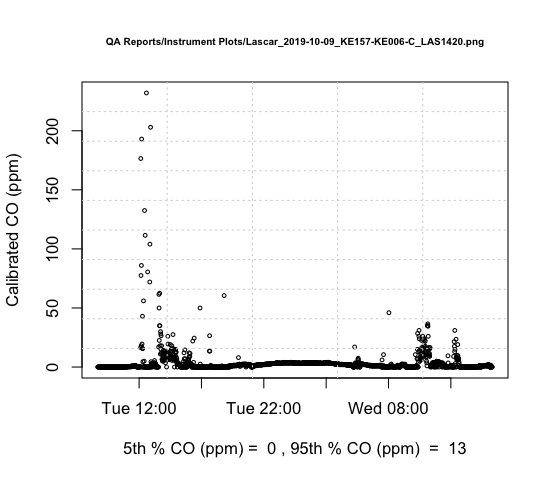 QA Reports/Instrument Plots/Lascar_2019-10-09_KE157-KE006-C_LAS1420.png
Calibrated CO (ppm)
200
150
100
50
0
Tue 12:00 Tue 22:00 Wed 08:00
5th % CO (ppm) = 0 , 95th % CO (ppm) = 13